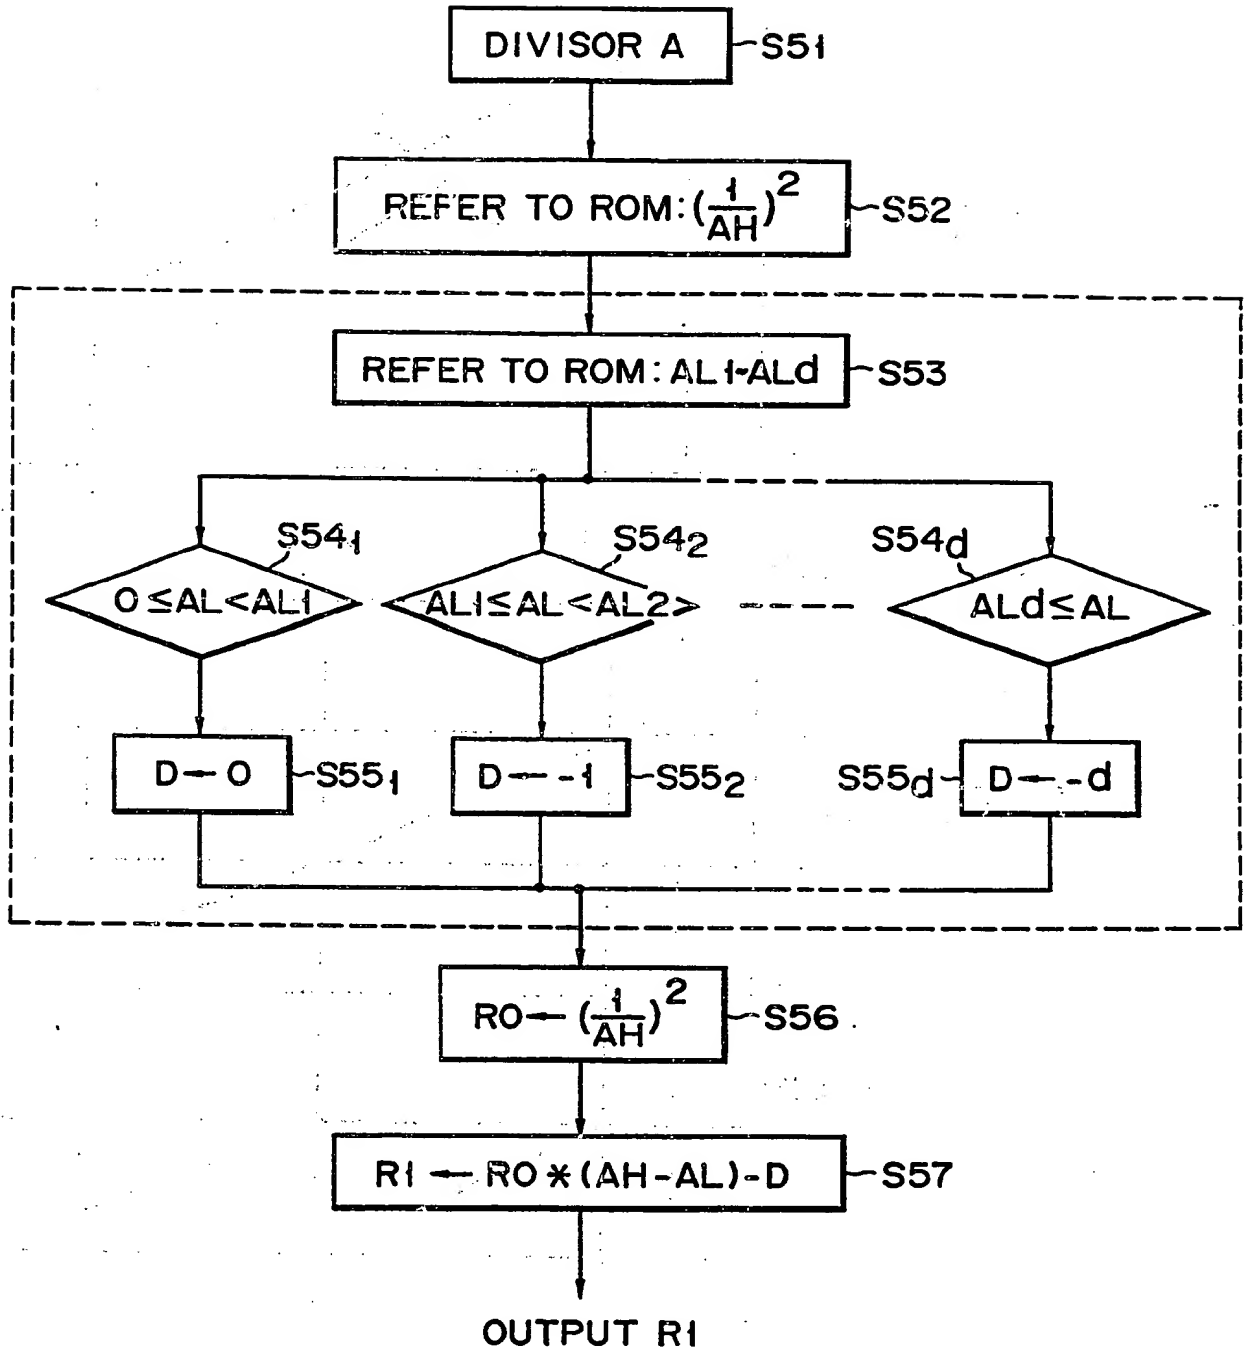 DIVISOR A S51
REFER TO ROM: (1/AH)^2 S52
REFER TO ROM: AL1-ALd S53
S54₁ S54₂ S54d
0≤AL<AL1 AL1≤AL<AL2 ALd≤AL
D←0 S55₁ D←-1 S55₂ S55d D←-d
R0←(1/AH)^2 S56
R1←R0*(AH-AL)-D S57
OUTPUT R1